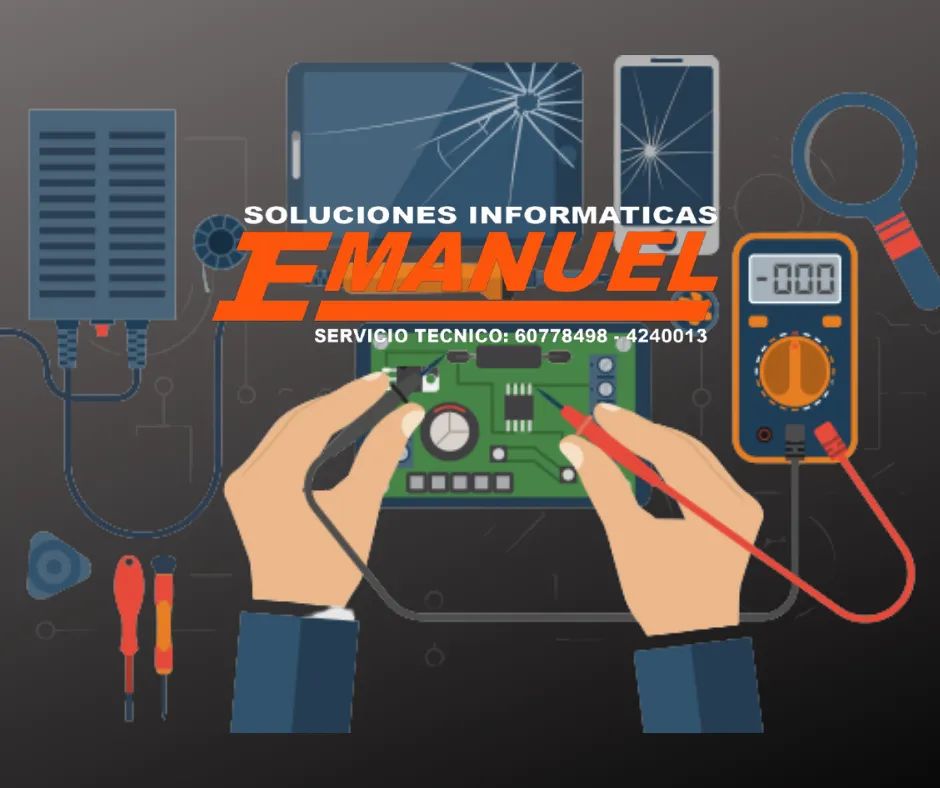 SOLUCIONES INFORMATICAS
EMANUEL
SERVICIO TECNICO: 60778498 - 4240013
-000